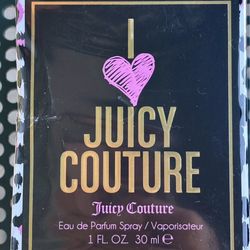 I
JUICY
COUTURE
Juicy Couture
Eau de Parfum Spray / Vaporisateur
1 FL. OZ. 30 ml ℮